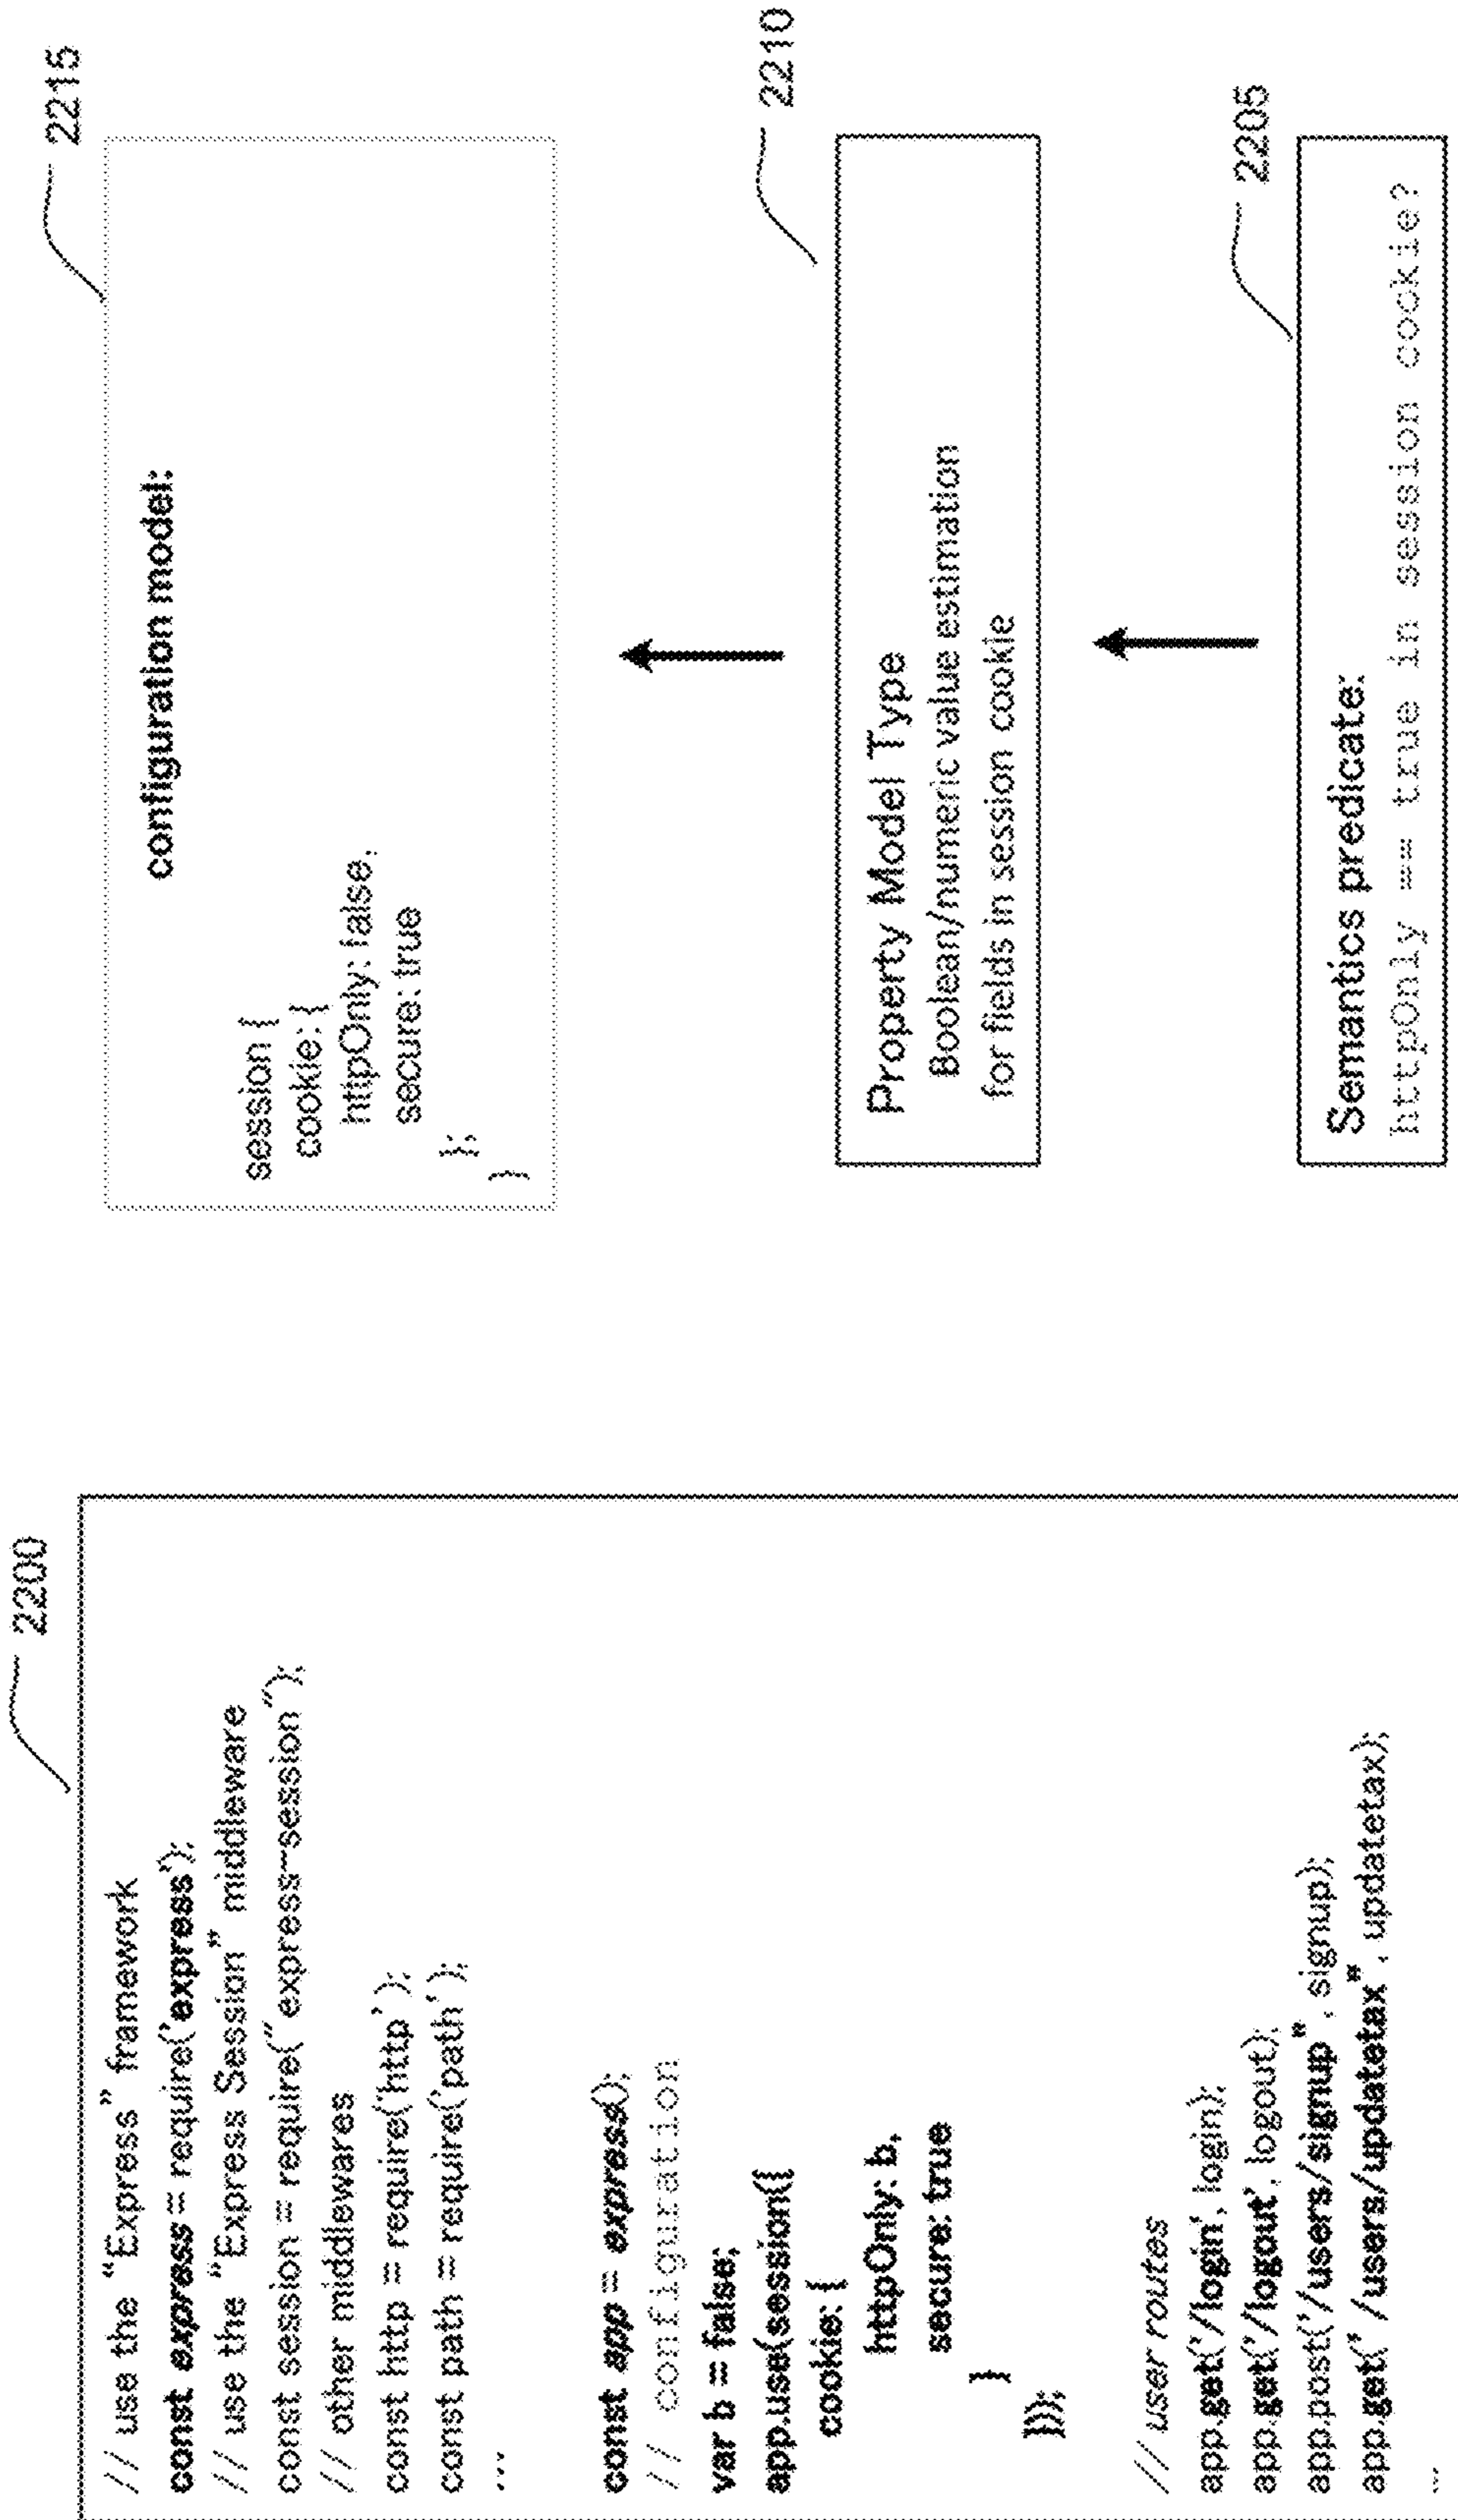 2200
// use the "Express" framework
const express = require('express');
// use the "Express Session" middleware
const session = require("express-session");
// other middlewares
const http = require('http');
const path = require('path');
...
const app = express();
// configuration
var b = false;
app.use(session({
cookie: {
httpOnly: b,
secure: true
}
}));
// user routes
app.get('/login', login);
app.get('/logout', logout);
app.post('/users/signup", signup);
app.get('/users/updatetax", updatetax);
...
2215
configuration model:
session {
cookie: {
httpOnly: false,
secure: true
};
}
2210
Property Model Type
Boolean/numeric value estimation
for fields in session cookie
2205
Semantics predicate:
httpOnly == true in session cookie?